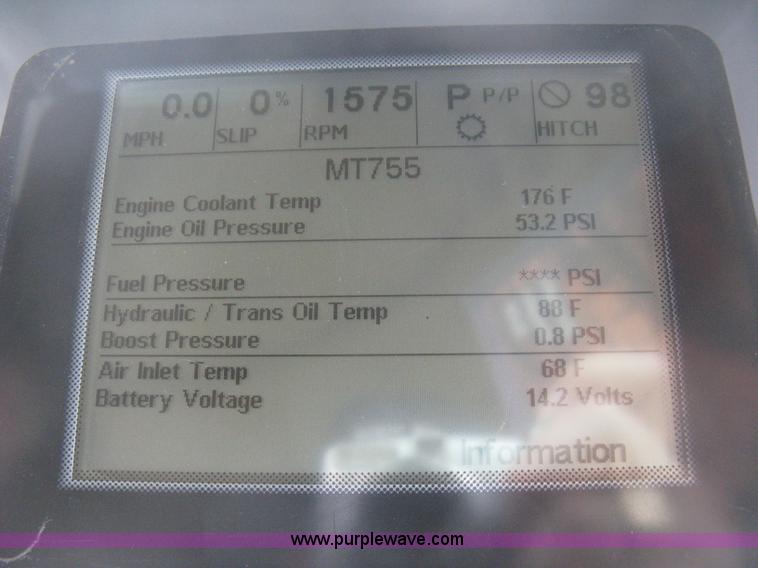 0.0 0% 1575 P P/P 98
MPH SLIP RPM HITCH
MT755
Engine Coolant Temp 176 F
Engine Oil Pressure 53.2 PSI
Fuel Pressure **** PSI
Hydraulic / Trans Oil Temp 88 F
Boost Pressure 0.8 PSI
Air Inlet Temp 68 F
Battery Voltage 14.2 Volts
Information
www.purplewave.com